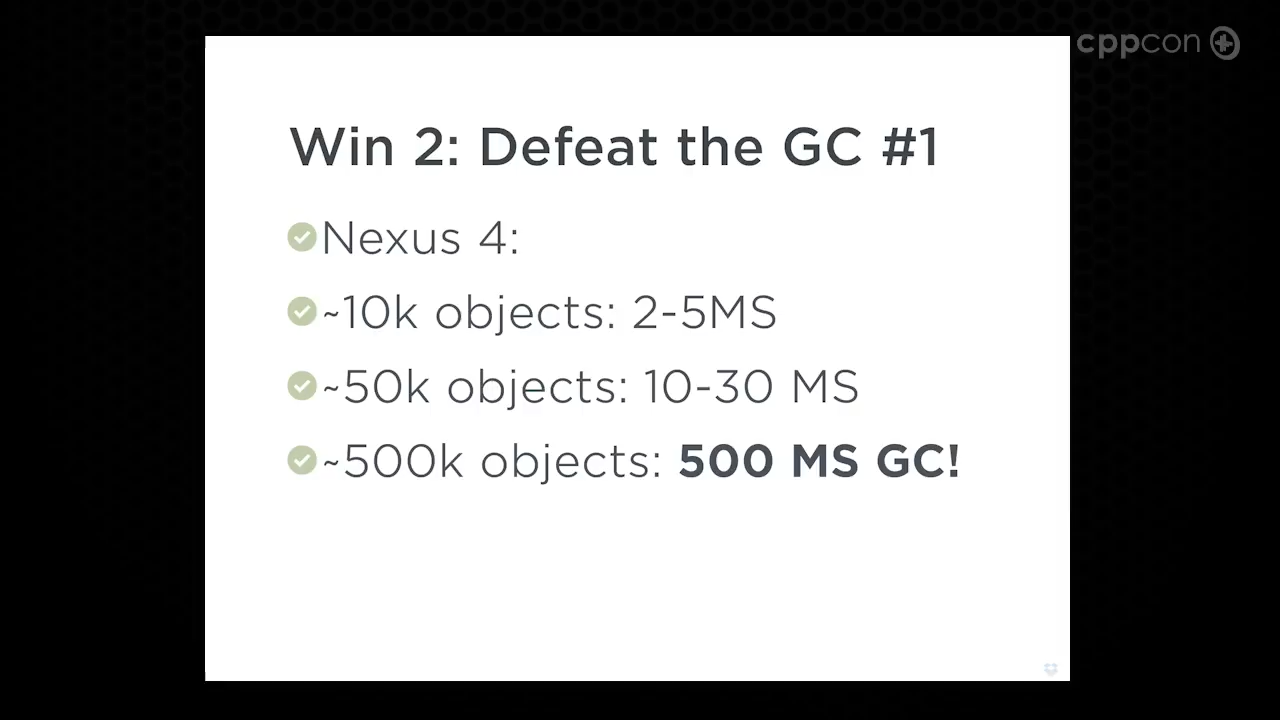 cppcon
Win 2: Defeat the GC #1
Nexus 4:
~10k objects: 2-5MS
~50k objects: 10-30 MS
~500k objects: 500 MS GC!